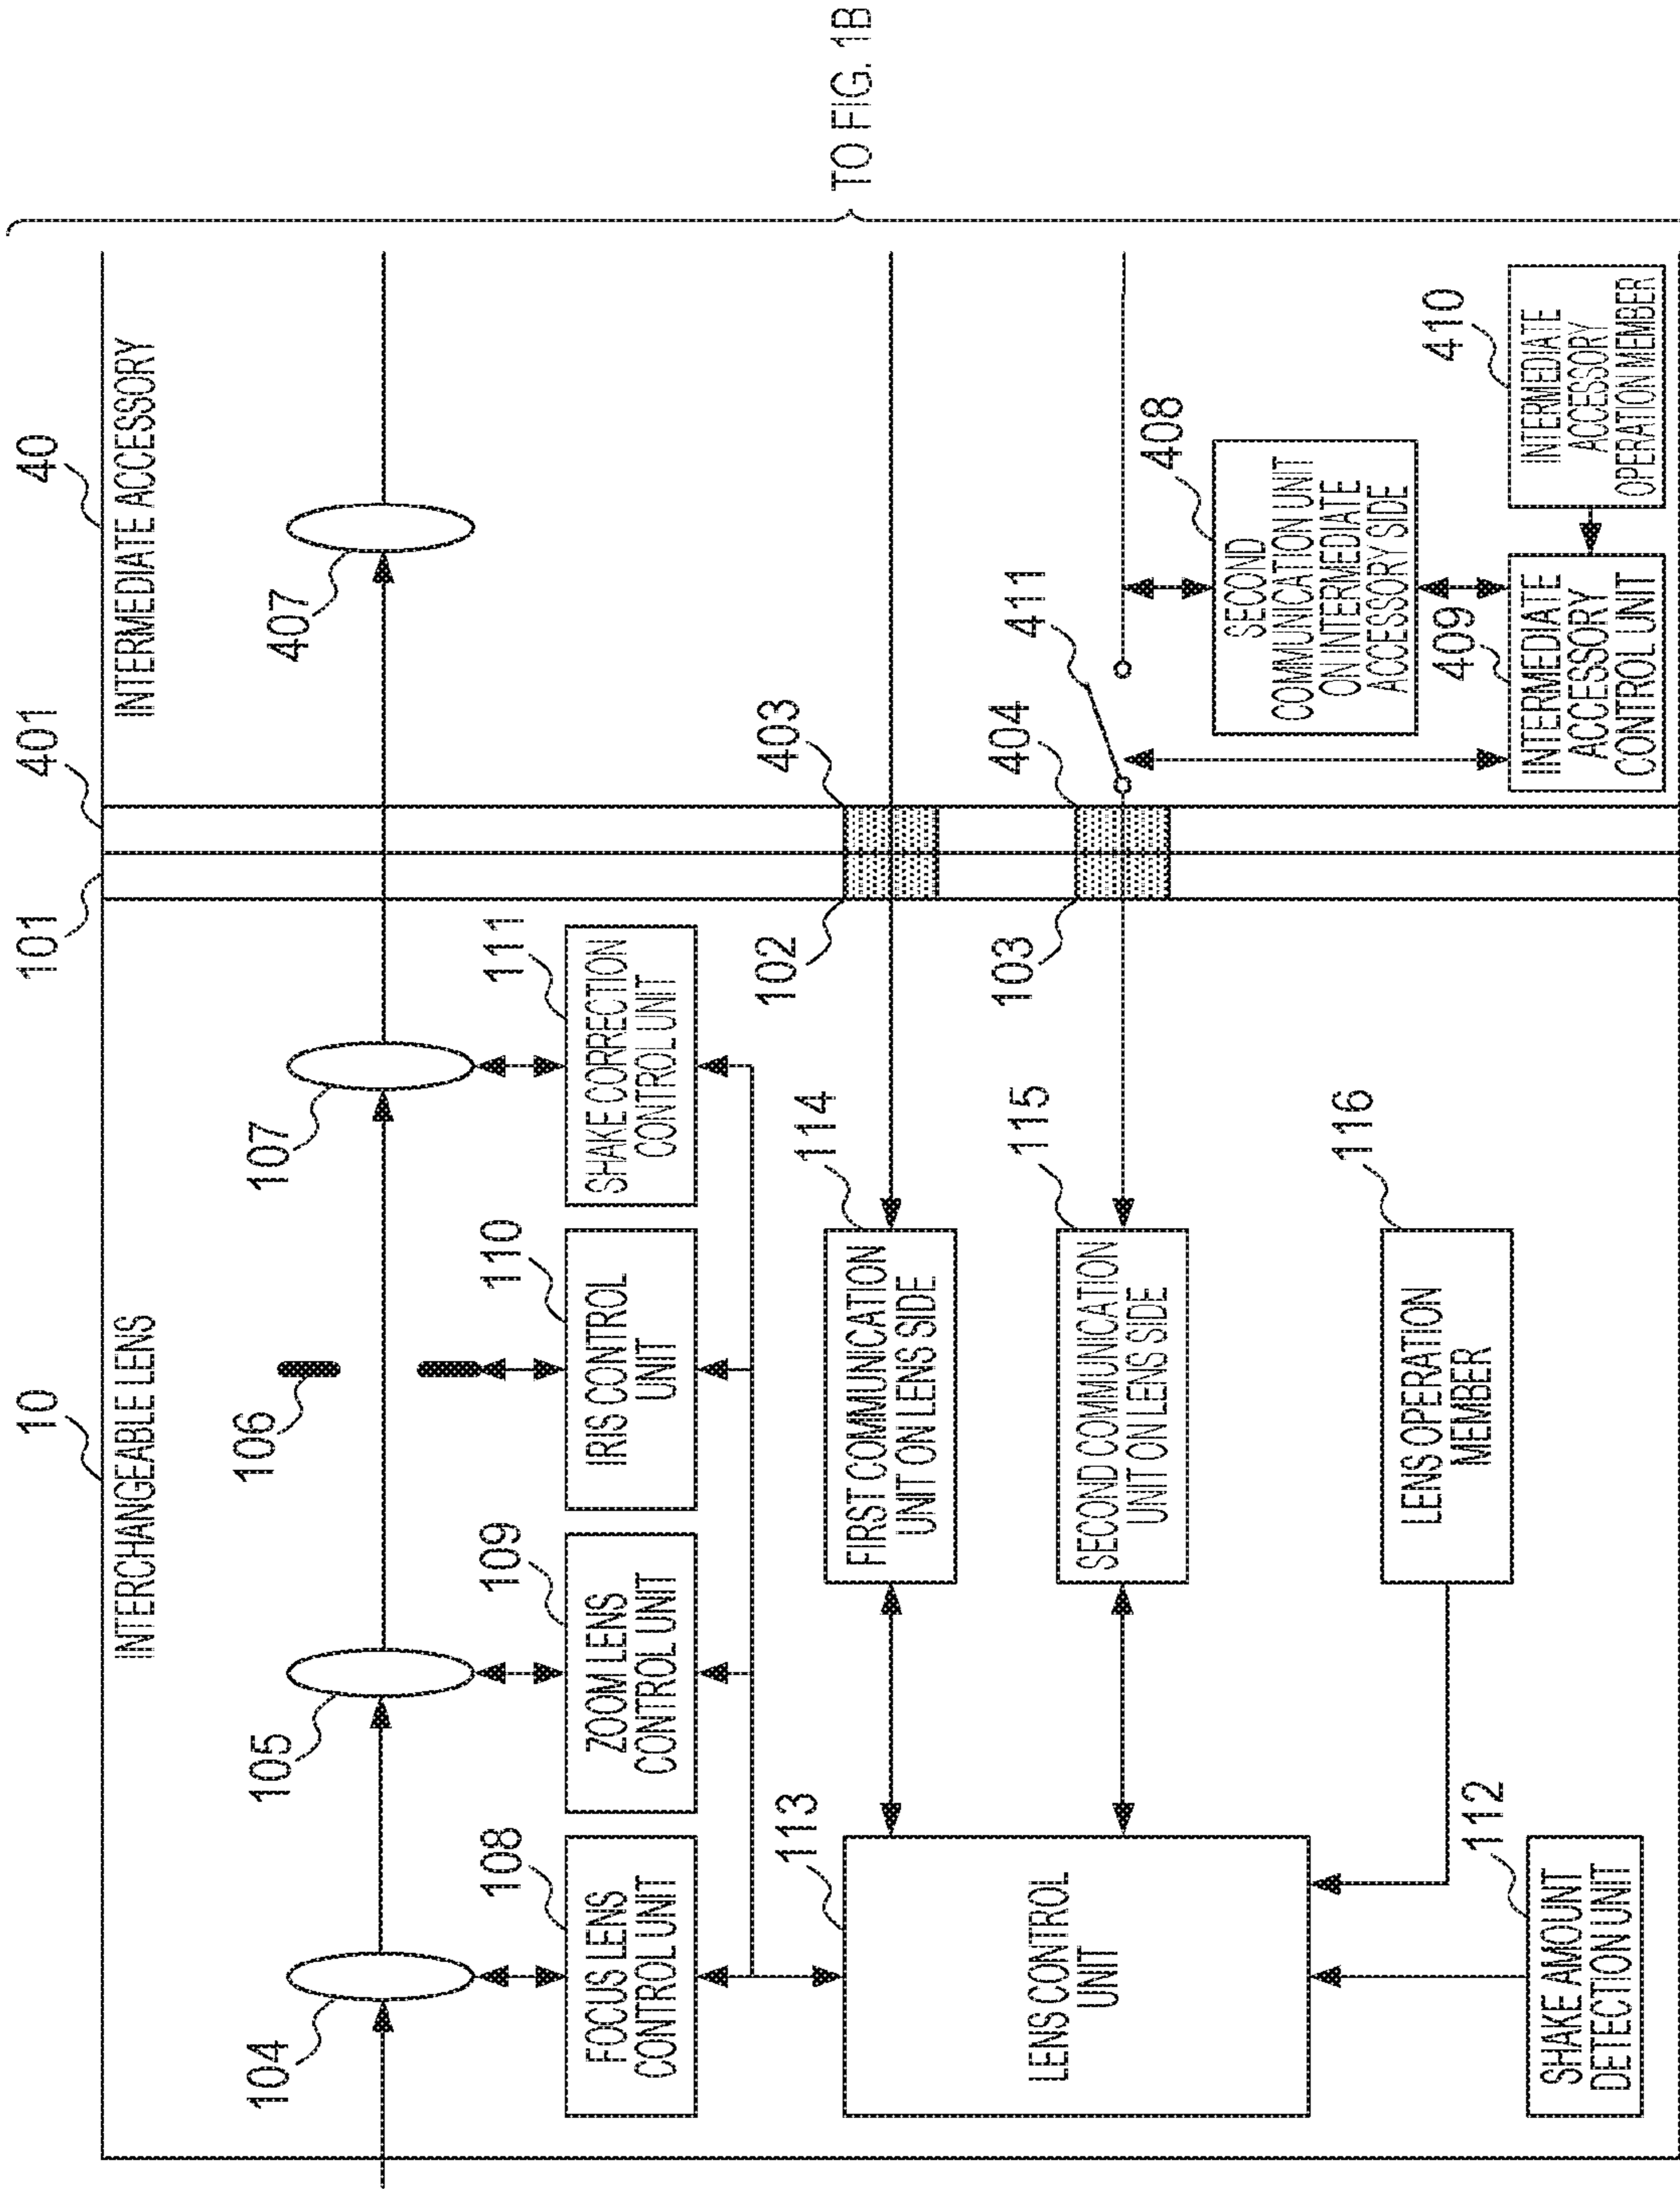 10
INTERCHANGEABLE LENS
101
401
40
INTERMEDIATE ACCESSORY
104
105
106
107
407
108
FOCUS LENS
CONTROL UNIT
109
ZOOM LENS
CONTROL UNIT
110
IRIS CONTROL
UNIT
111
SHAKE CORRECTION
CONTROL UNIT
113
LENS CONTROL
UNIT
114
FIRST COMMUNICATION
UNIT ON LENS SIDE
102
403
TO FIG. 1B
115
SECOND COMMUNICATION
UNIT ON LENS SIDE
103
404
411
408
SECOND
COMMUNICATION UNIT
ON INTERMEDIATE
ACCESSORY SIDE
116
LENS OPERATION
MEMBER
112
SHAKE AMOUNT
DETECTION UNIT
409
INTERMEDIATE
ACCESSORY
CONTROL UNIT
410
INTERMEDIATE
ACCESSORY
OPERATION MEMBER